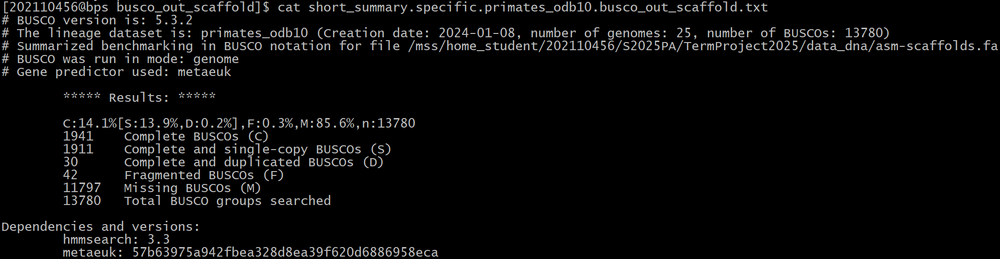 [202110456@bps busco_out_scaffold]$ cat short_summary.specific.primates_odb10.busco_out_scaffold.txt
# BUSCO version is: 5.3.2
# The lineage dataset is: primates_odb10 (Creation date: 2024-01-08, number of genomes: 25, number of BUSCOs: 13780)
# Summarized benchmarking in BUSCO notation for file /mss/home_student/202110456/S2025PA/TermProject2025/data_dna/asm-scaffolds.fa
# BUSCO was run in mode: genome
# Gene predictor used: metaeuk
***** Results: *****
C:14.1%[S:13.9%,D:0.2%],F:0.3%,M:85.6%,n:13780
1941 Complete BUSCOs (C)
1911 Complete and single-copy BUSCOs (S)
30 Complete and duplicated BUSCOs (D)
42 Fragmented BUSCOs (F)
11797 Missing BUSCOs (M)
13780 Total BUSCO groups searched
Dependencies and versions:
hmmsearch: 3.3
metaeuk: 57b63975a942fbea328d8ea39f620d6886958eca